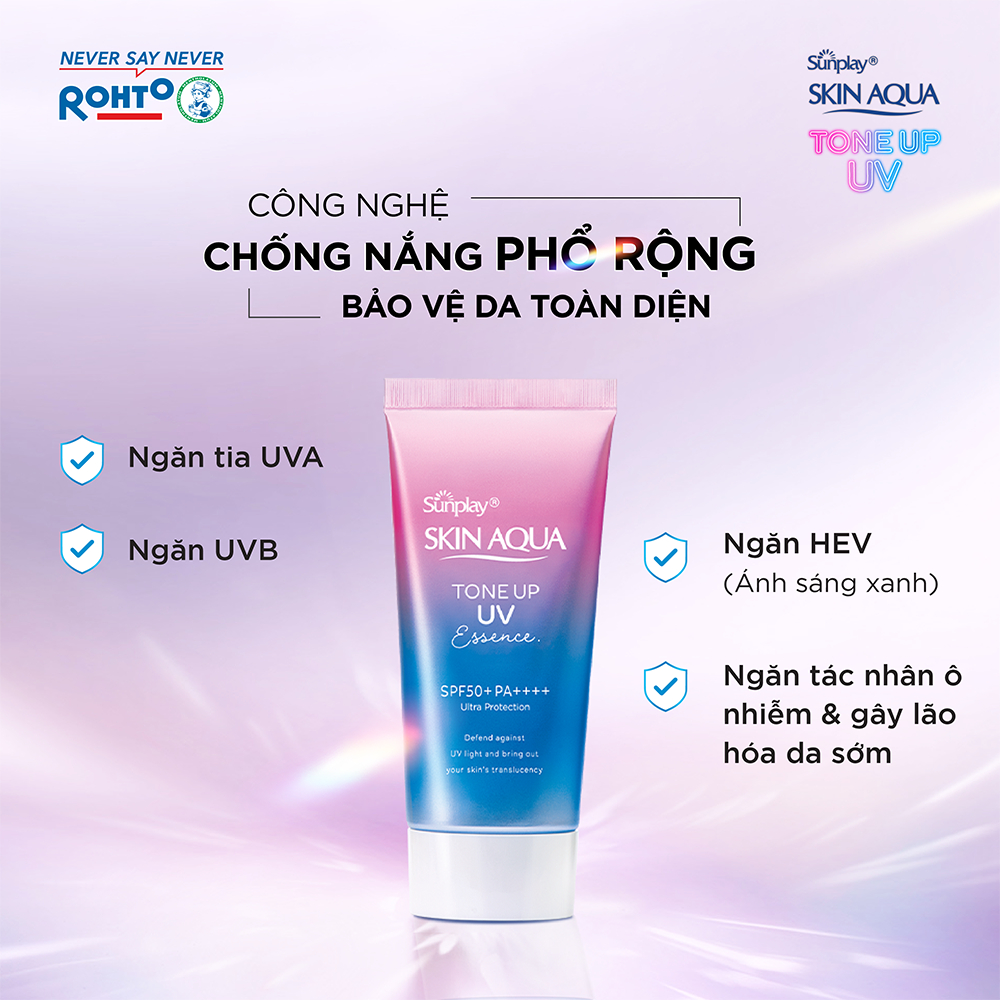 NEVER SAY NEVER
ROHTO
Sunplay®
SKIN AQUA
TONE UP
UV
CÔNG NGHỆ
CHỐNG NẮNG PHỔ RỘNG
BẢO VỆ DA TOÀN DIỆN
Ngăn tia UVA
Ngăn UVB
Sunplay®
SKIN AQUA
TONE UP
UV
Essence.
SPF50+PA++++
Ultra Protection
Defend against
UV light and bring out
your skin's translucency
Ngăn HEV
(Ánh sáng xanh)
Ngăn tác nhân ô
nhiễm & gây lão
hóa da sớm